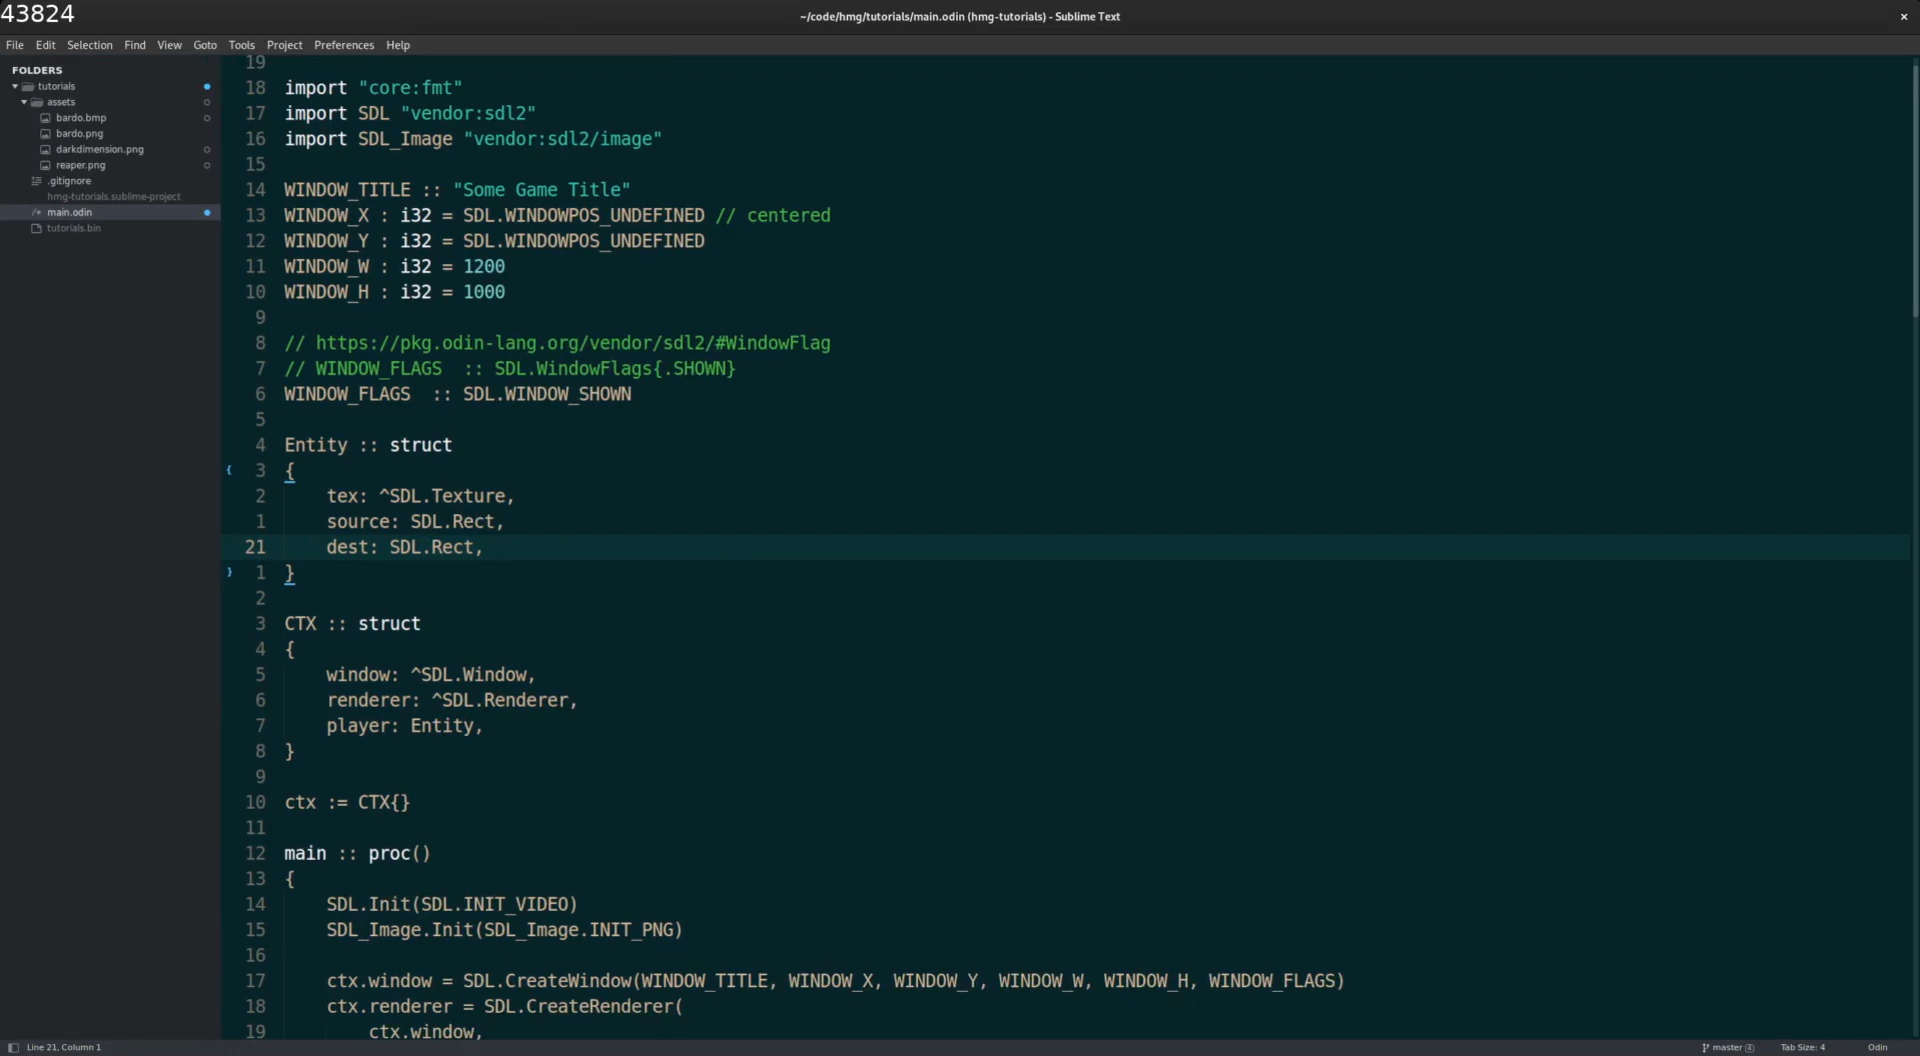 43824
~/code/hmg/tutorials/main.odin (hmg-tutorials) - Sublime Text
×
File Edit Selection Find View Goto Tools Project Preferences Help
FOLDERS
tutorials
assets
bardo.bmp
bardo.png
darkdimension.png
reaper.png
.gitignore
hmg-tutorials.sublime-project
/* main.odin
tutorials.bin
19
18 import "core:fmt"
17 import SDL "vendor:sdl2"
16 import SDL_Image "vendor:sdl2/image"
15
14 WINDOW_TITLE :: "Some Game Title"
13 WINDOW_X : i32 = SDL.WINDOWPOS_UNDEFINED // centered
12 WINDOW_Y : i32 = SDL.WINDOWPOS_UNDEFINED
11 WINDOW_W : i32 = 1200
10 WINDOW_H : i32 = 1000
9
8 // https://pkg.odin-lang.org/vendor/sdl2/#WindowFlag
7 // WINDOW_FLAGS  :: SDL.WindowFlags{.SHOWN}
6 WINDOW_FLAGS  :: SDL.WINDOW_SHOWN
5
4 Entity :: struct
{ 3 {
2     tex: ^SDL.Texture,
1     source: SDL.Rect,
21     dest: SDL.Rect,
} 1 }
2
3 CTX :: struct
4 {
5     window: ^SDL.Window,
6     renderer: ^SDL.Renderer,
7     player: Entity,
8 }
9
10 ctx := CTX{}
11
12 main :: proc()
13 {
14     SDL.Init(SDL.INIT_VIDEO)
15     SDL_Image.Init(SDL_Image.INIT_PNG)
16
17     ctx.window = SDL.CreateWindow(WINDOW_TITLE, WINDOW_X, WINDOW_Y, WINDOW_W, WINDOW_H, WINDOW_FLAGS)
18     ctx.renderer = SDL.CreateRenderer(
19         ctx.window,
Line 21, Column 1
master (4)
Tab Size: 4
Odin